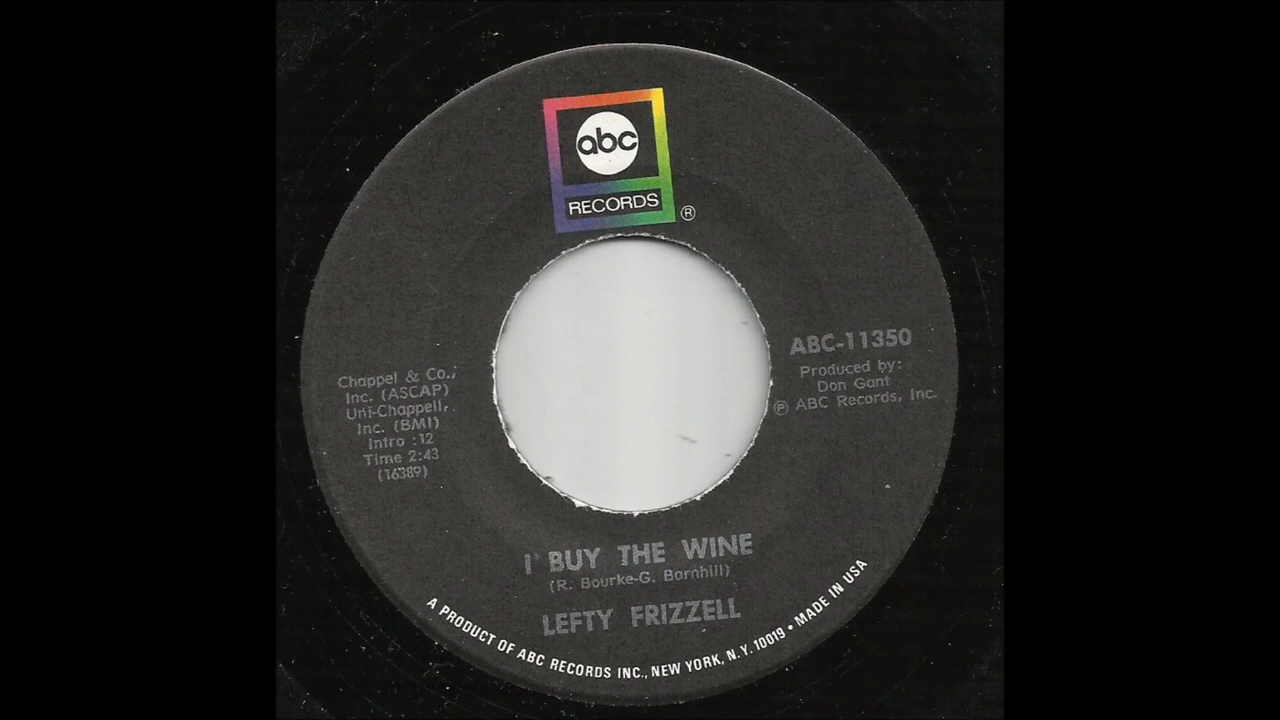 abc
RECORDS ®
ABC-11350
Produced by:
Don Gant
℗ ABC Records, Inc.
Chappel & Co.,
Inc. (ASCAP)
Uni-Chappell,
Inc. (BMI)
Intro :12
Time 2:43
(16389)
I BUY THE WINE
(R. Bourke-G. Barnhill)
LEFTY FRIZZELL
A PRODUCT OF ABC RECORDS INC., NEW YORK, N.Y. 10019 • MADE IN USA